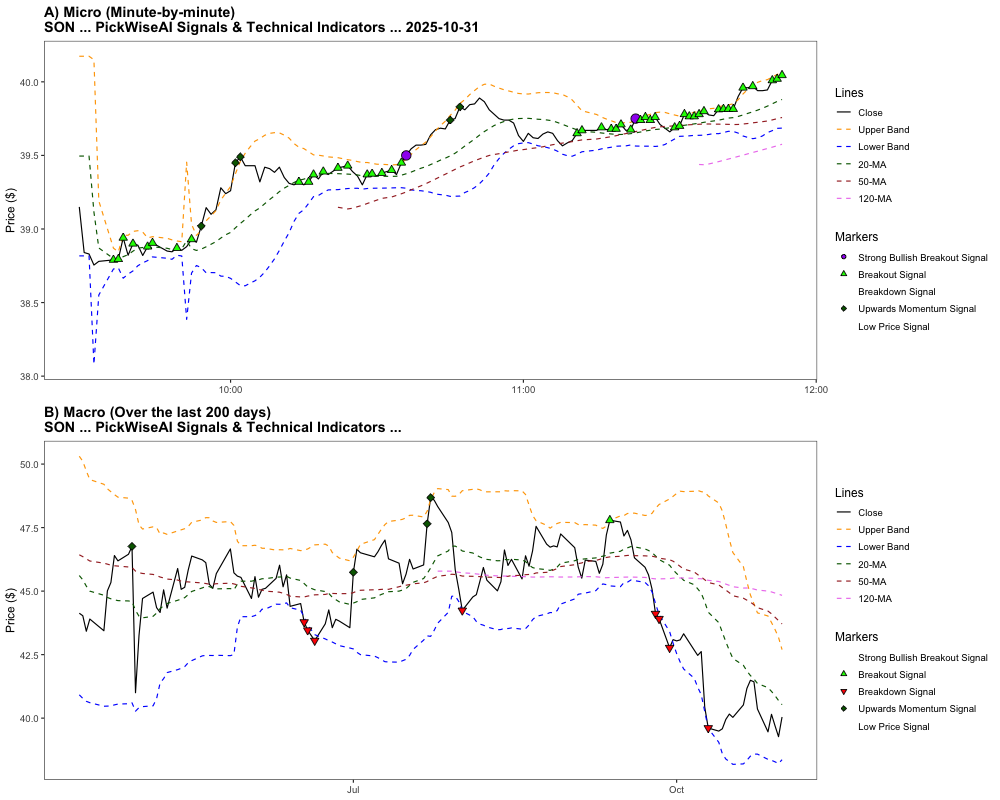 A) Micro (Minute-by-minute)
SON ... PickWiseAI Signals & Technical Indicators ... 2025-10-31
Price ($)
40.0
39.5
39.0
38.5
38.0
10:00
11:00
12:00
Lines
Close
Upper Band
Lower Band
20-MA
50-MA
120-MA
Markers
Strong Bullish Breakout Signal
Breakout Signal
Breakdown Signal
Upwards Momentum Signal
Low Price Signal
B) Macro (Over the last 200 days)
SON ... PickWiseAI Signals & Technical Indicators ...
Price ($)
50.0
47.5
45.0
42.5
40.0
Jul
Oct
Lines
Close
Upper Band
Lower Band
20-MA
50-MA
120-MA
Markers
Strong Bullish Breakout Signal
Breakout Signal
Breakdown Signal
Upwards Momentum Signal
Low Price Signal